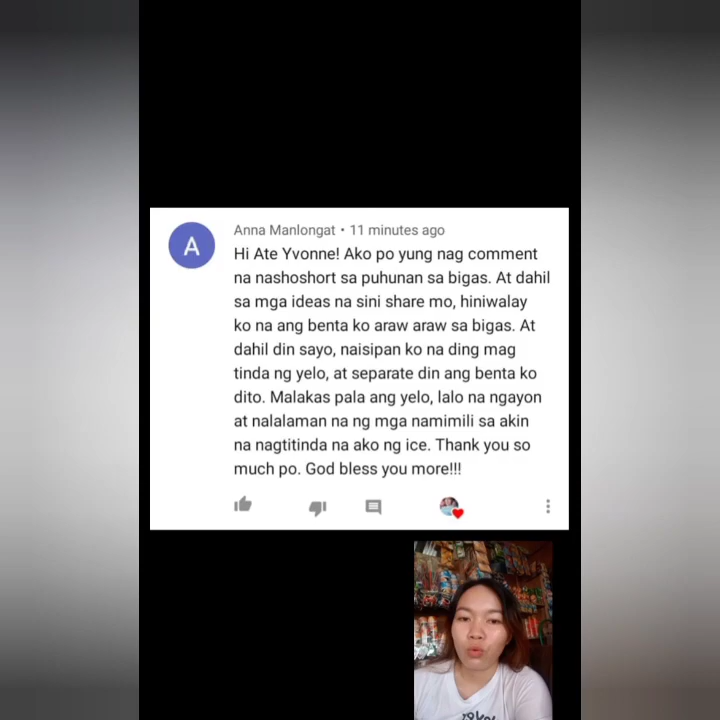 A
Anna Manlongat • 11 minutes ago
Hi Ate Yvonne! Ako po yung nag comment
na nashoshort sa puhunan sa bigas. At dahil
sa mga ideas na sini share mo, hiniwalay
ko na ang benta ko araw araw sa bigas. At
dahil din sayo, naisipan ko na ding mag
tinda ng yelo, at separate din ang benta ko
dito. Malakas pala ang yelo, lalo na ngayon
at nalalaman na ng mga namimili sa akin
na nagtitinda na ako ng ice. Thank you so
much po. God bless you more!!!